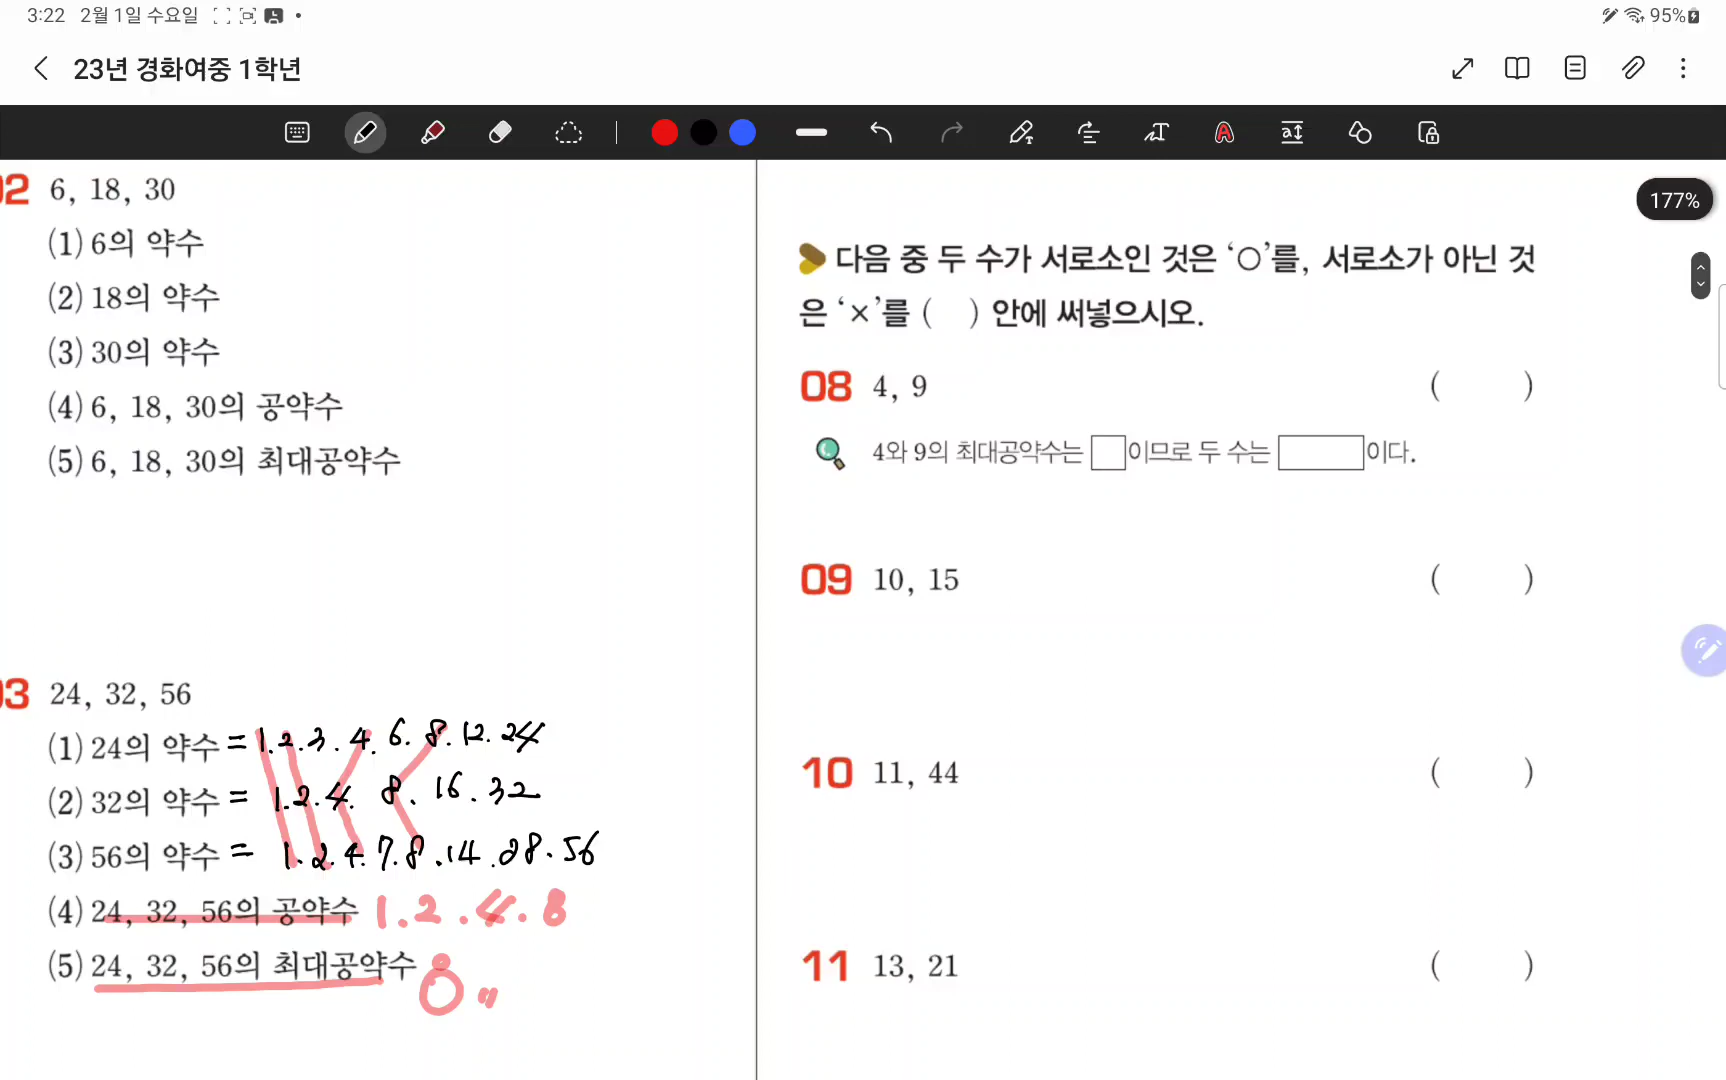 3:22 2월 1일 수요일
95%
23년 경화여중 1학년
177%
02 6, 18, 30
(1) 6의 약수
(2) 18의 약수
(3) 30의 약수
(4) 6, 18, 30의 공약수
(5) 6, 18, 30의 최대공약수
03 24, 32, 56
(1) 24의 약수 = 1.2.3.4.6.8.12.24
(2) 32의 약수 = 1.2.4.8.16.32
(3) 56의 약수 = 1.2.4.7.8.14.28.56
(4) 24, 32, 56의 공약수 1.2.4.8
(5) 24, 32, 56의 최대공약수 8 〃
다음 중 두 수가 서로소인 것은 ‘○’를, 서로소가 아닌 것
은 ‘×’를 ( ) 안에 써넣으시오.
08 4, 9 ( )
4와 9의 최대공약수는 □이므로 두 수는 □이다.
09 10, 15 ( )
10 11, 44 ( )
11 13, 21 ( )